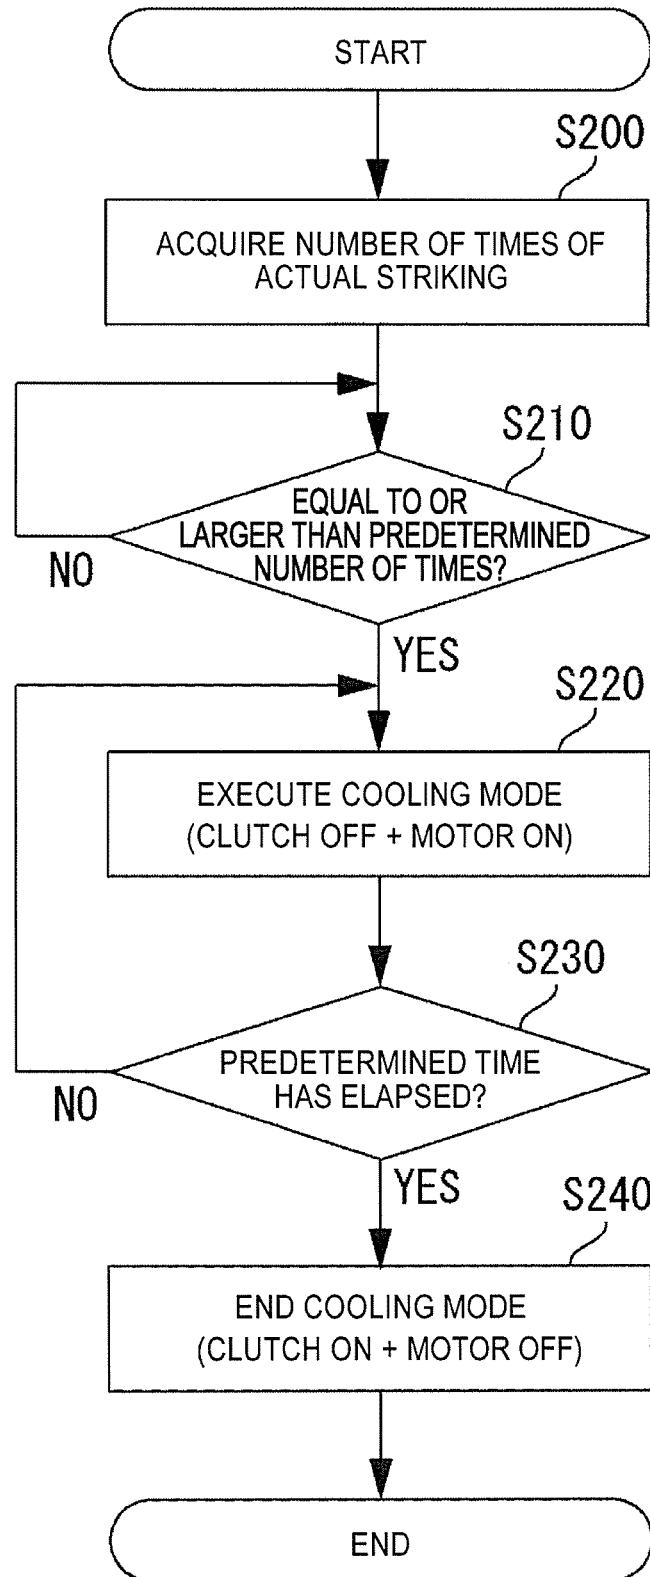 START
S200
ACQUIRE NUMBER OF TIMES OF
ACTUAL STRIKING
S210
EQUAL TO OR
LARGER THAN PREDETERMINED
NUMBER OF TIMES?
NO
YES
S220
EXECUTE COOLING MODE
(CLUTCH OFF + MOTOR ON)
S230
PREDETERMINED TIME
HAS ELAPSED?
NO
YES
S240
END COOLING MODE
(CLUTCH ON + MOTOR OFF)
END